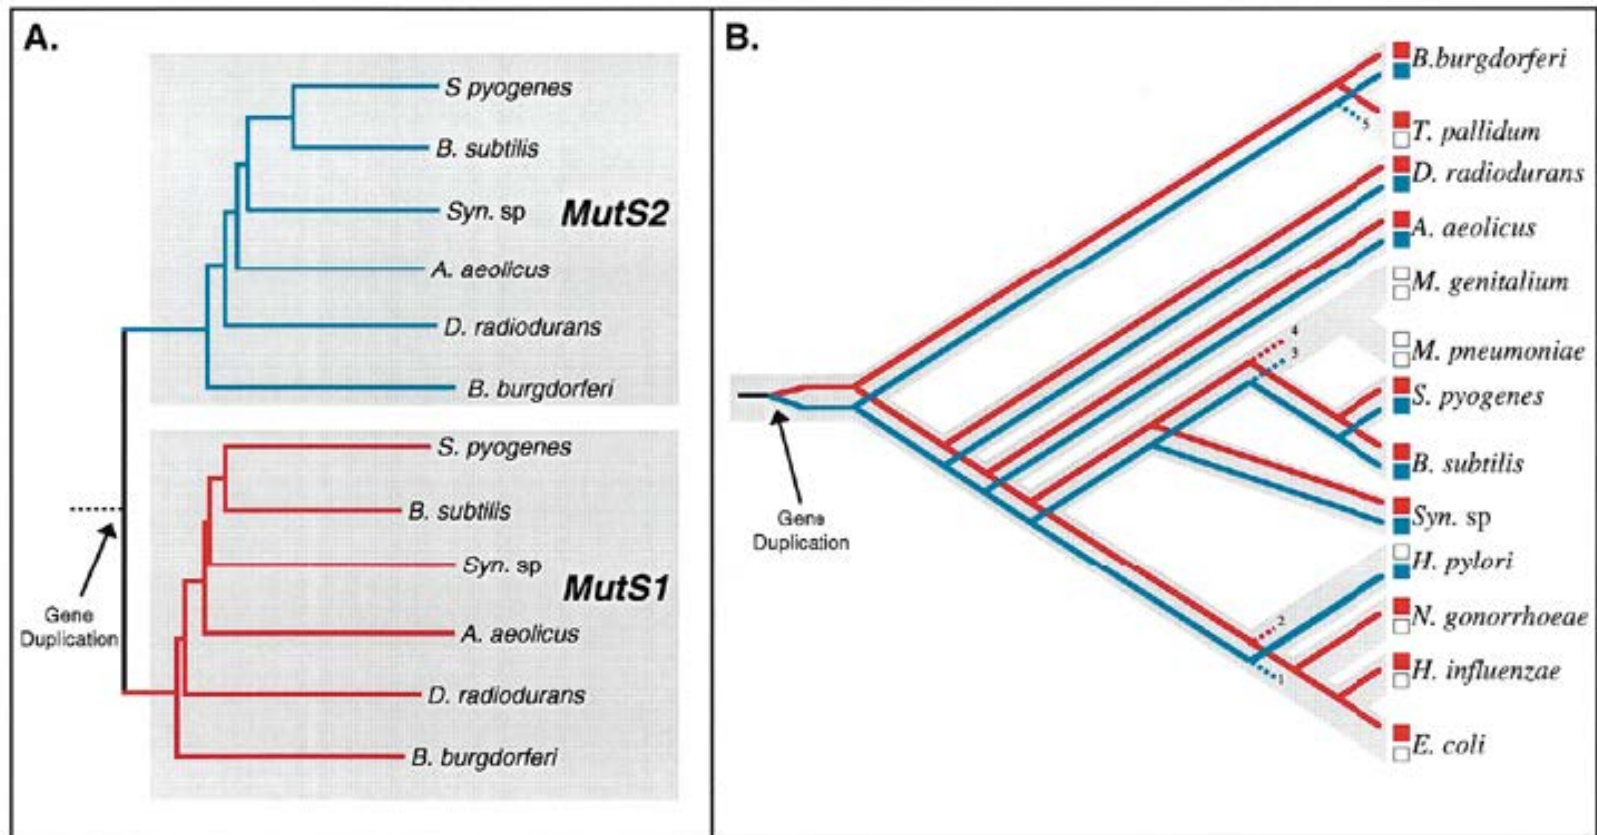 A.
S pyogenes
B. subtilis
Syn. sp
MutS2
A. aeolicus
D. radiodurans
B. burgdorferi
S. pyogenes
B. subtilis
Syn. sp
MutS1
A. aeolicus
D. radiodurans
B. burgdorferi
Gene
Duplication
B.
B.burgdorferi
5
T. pallidum
D. radiodurans
A. aeolicus
M. genitalium
4
3
M. pneumoniae
S. pyogenes
B. subtilis
Syn. sp
H. pylori
2
N. gonorrhoeae
1
H. influenzae
E. coli
Gene
Duplication